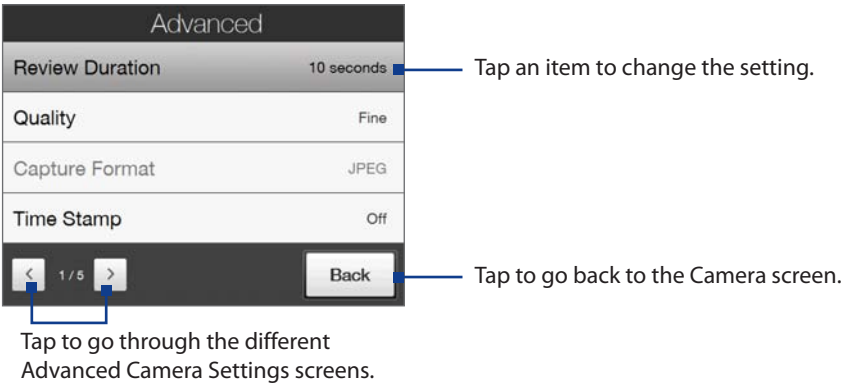 Advanced
Review Duration 10 seconds
Tap an item to change the setting.
Quality Fine
Capture Format JPEG
Time Stamp Off
< 1/5 > Back
Tap to go back to the Camera screen.
Tap to go through the different
Advanced Camera Settings screens.